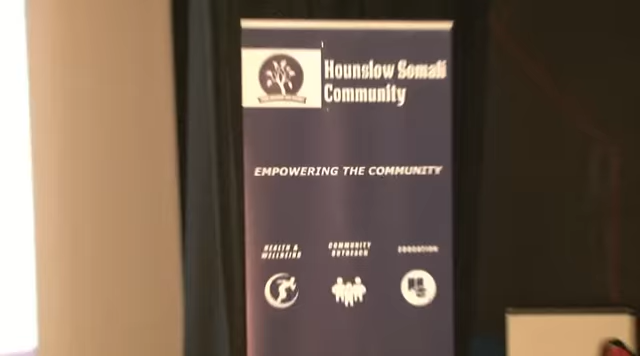 Hounslow Somali
Community
EMPOWERING THE COMMUNITY
HEALTH &
WELLBEING
COMMUNITY
OUTREACH
EDUCATION